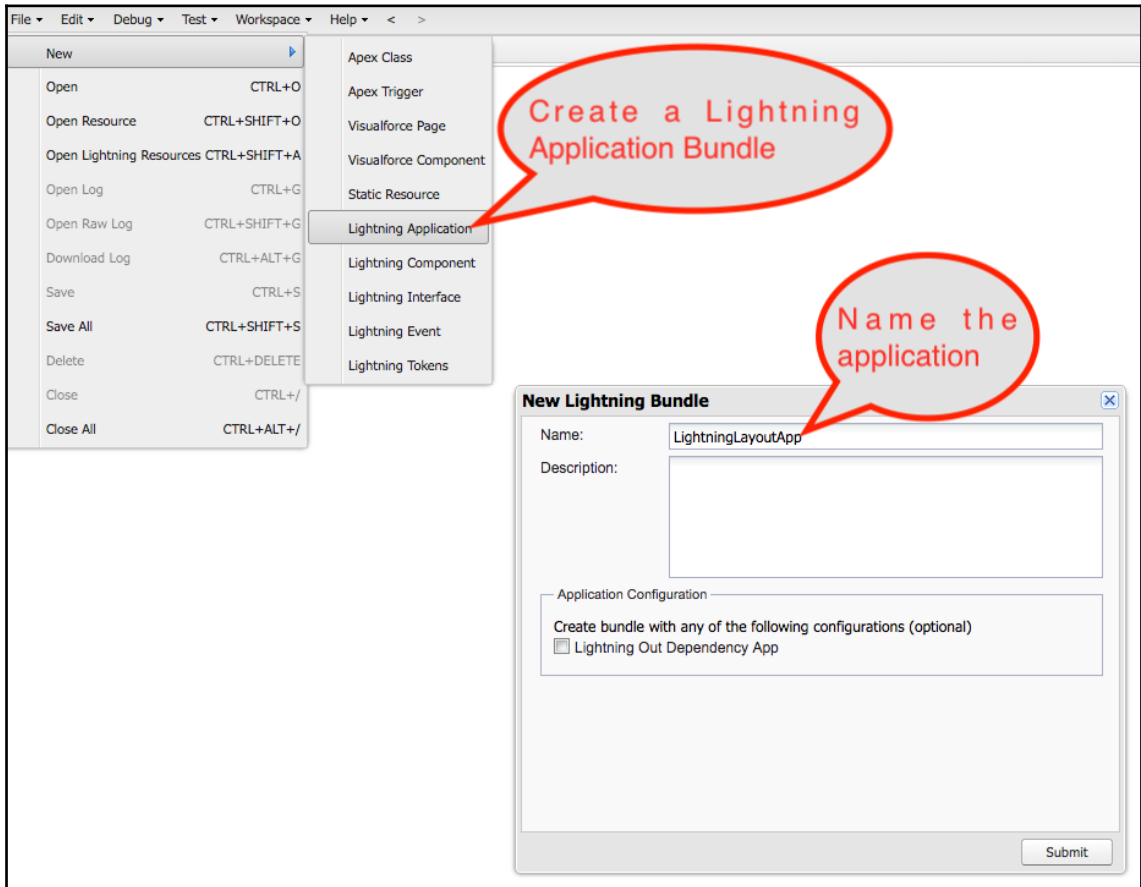 File Edit Debug Test Workspace Help < >
New
Open CTRL+O
Open Resource CTRL+SHIFT+O
Open Lightning Resources CTRL+SHIFT+A
Open Log CTRL+G
Open Raw Log CTRL+SHIFT+G
Download Log CTRL+ALT+G
Save CTRL+S
Save All CTRL+SHIFT+S
Delete CTRL+DELETE
Close CTRL+/
Close All CTRL+ALT+/
Apex Class
Apex Trigger
Visualforce Page
Visualforce Component
Static Resource
Lightning Application
Lightning Component
Lightning Interface
Lightning Event
Lightning Tokens
Create a Lightning
Application Bundle
Name the
application
New Lightning Bundle
Name: LightningLayoutApp
Description:
Application Configuration
Create bundle with any of the following configurations (optional)
Lightning Out Dependency App
Submit